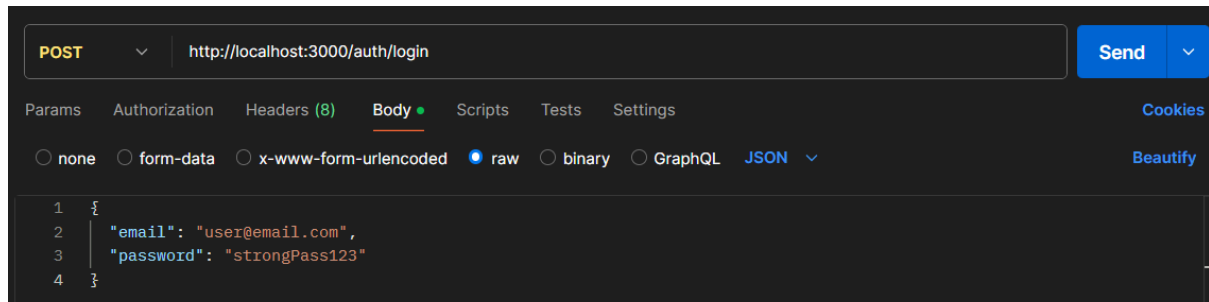 POST http://localhost:3000/auth/login Send
Params Authorization Headers (8) Body Scripts Tests Settings Cookies
none form-data x-www-form-urlencoded raw binary GraphQL JSON Beautify
1 {
2 "email": "user@email.com",
3 "password": "strongPass123"
4 }